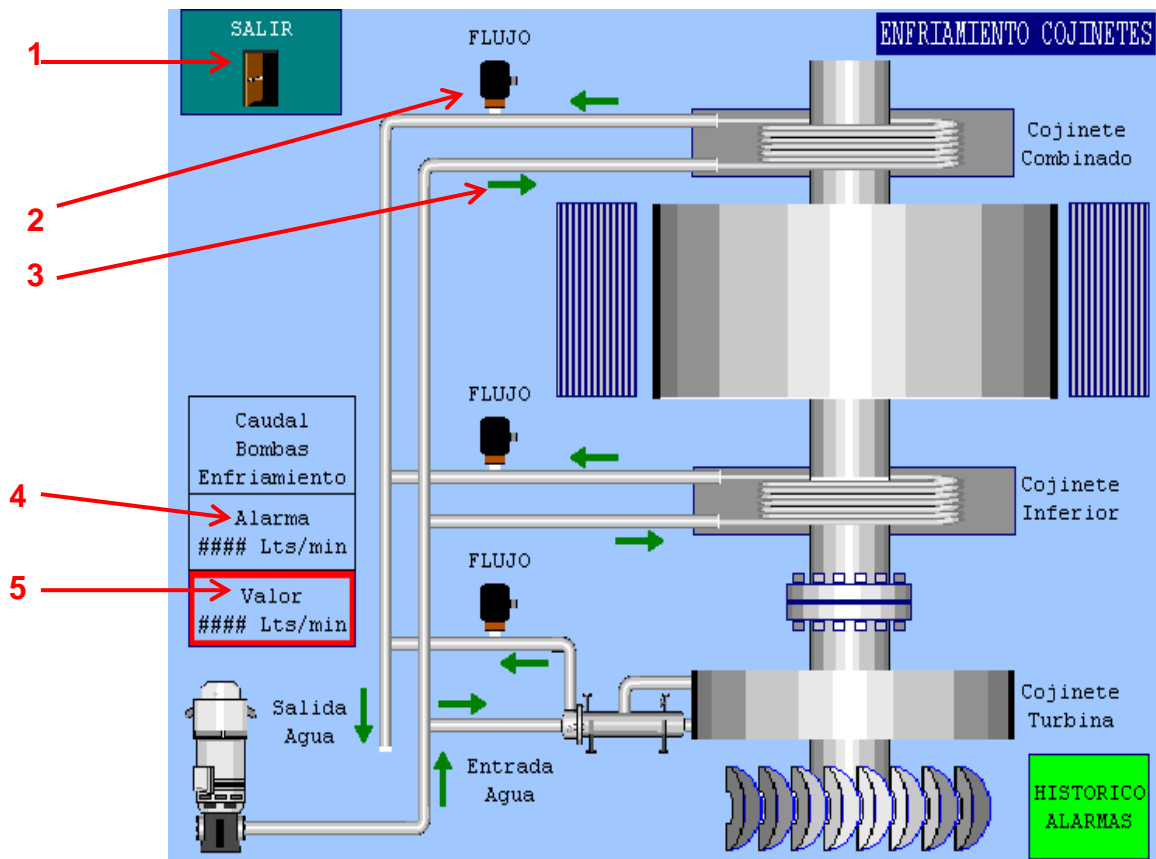 1
SALIR
FLUJO
ENFRIAMIENTO COJINETES
Cojinete
Combinado
2
3
Caudal
Bombas
Enfriamiento
FLUJO
4
Alarma
#### Lts/min
Cojinete
Inferior
5
Valor
#### Lts/min
FLUJO
Salida
Agua
Cojinete
Turbina
Entrada
Agua
HISTORICO
ALARMAS